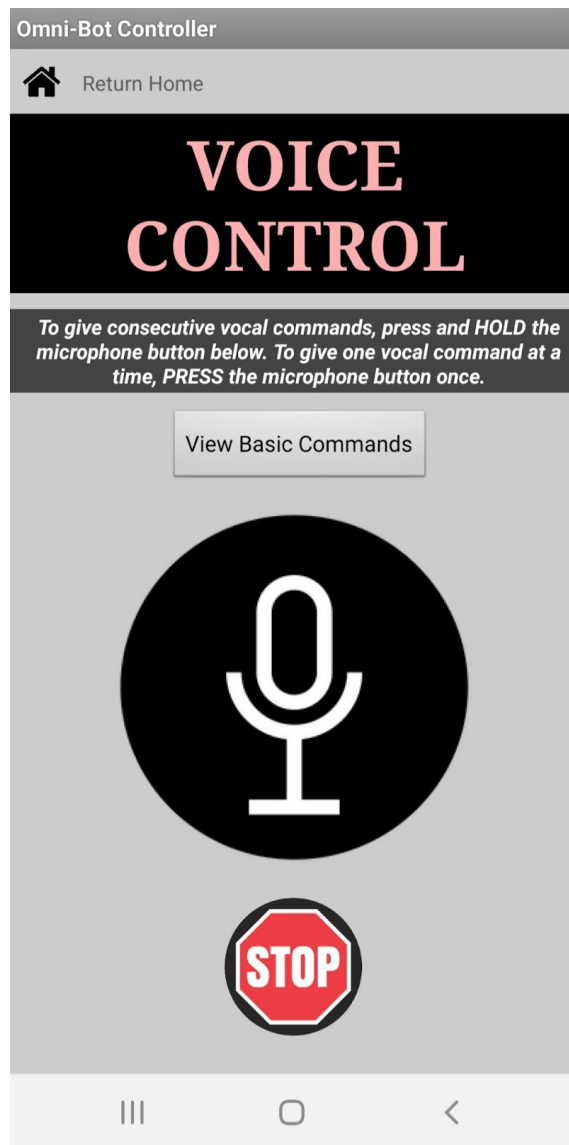 Omni-Bot Controller
Return Home
VOICE
CONTROL
To give consecutive vocal commands, press and HOLD the
microphone button below. To give one vocal command at a
time, PRESS the microphone button once.
View Basic Commands
STOP